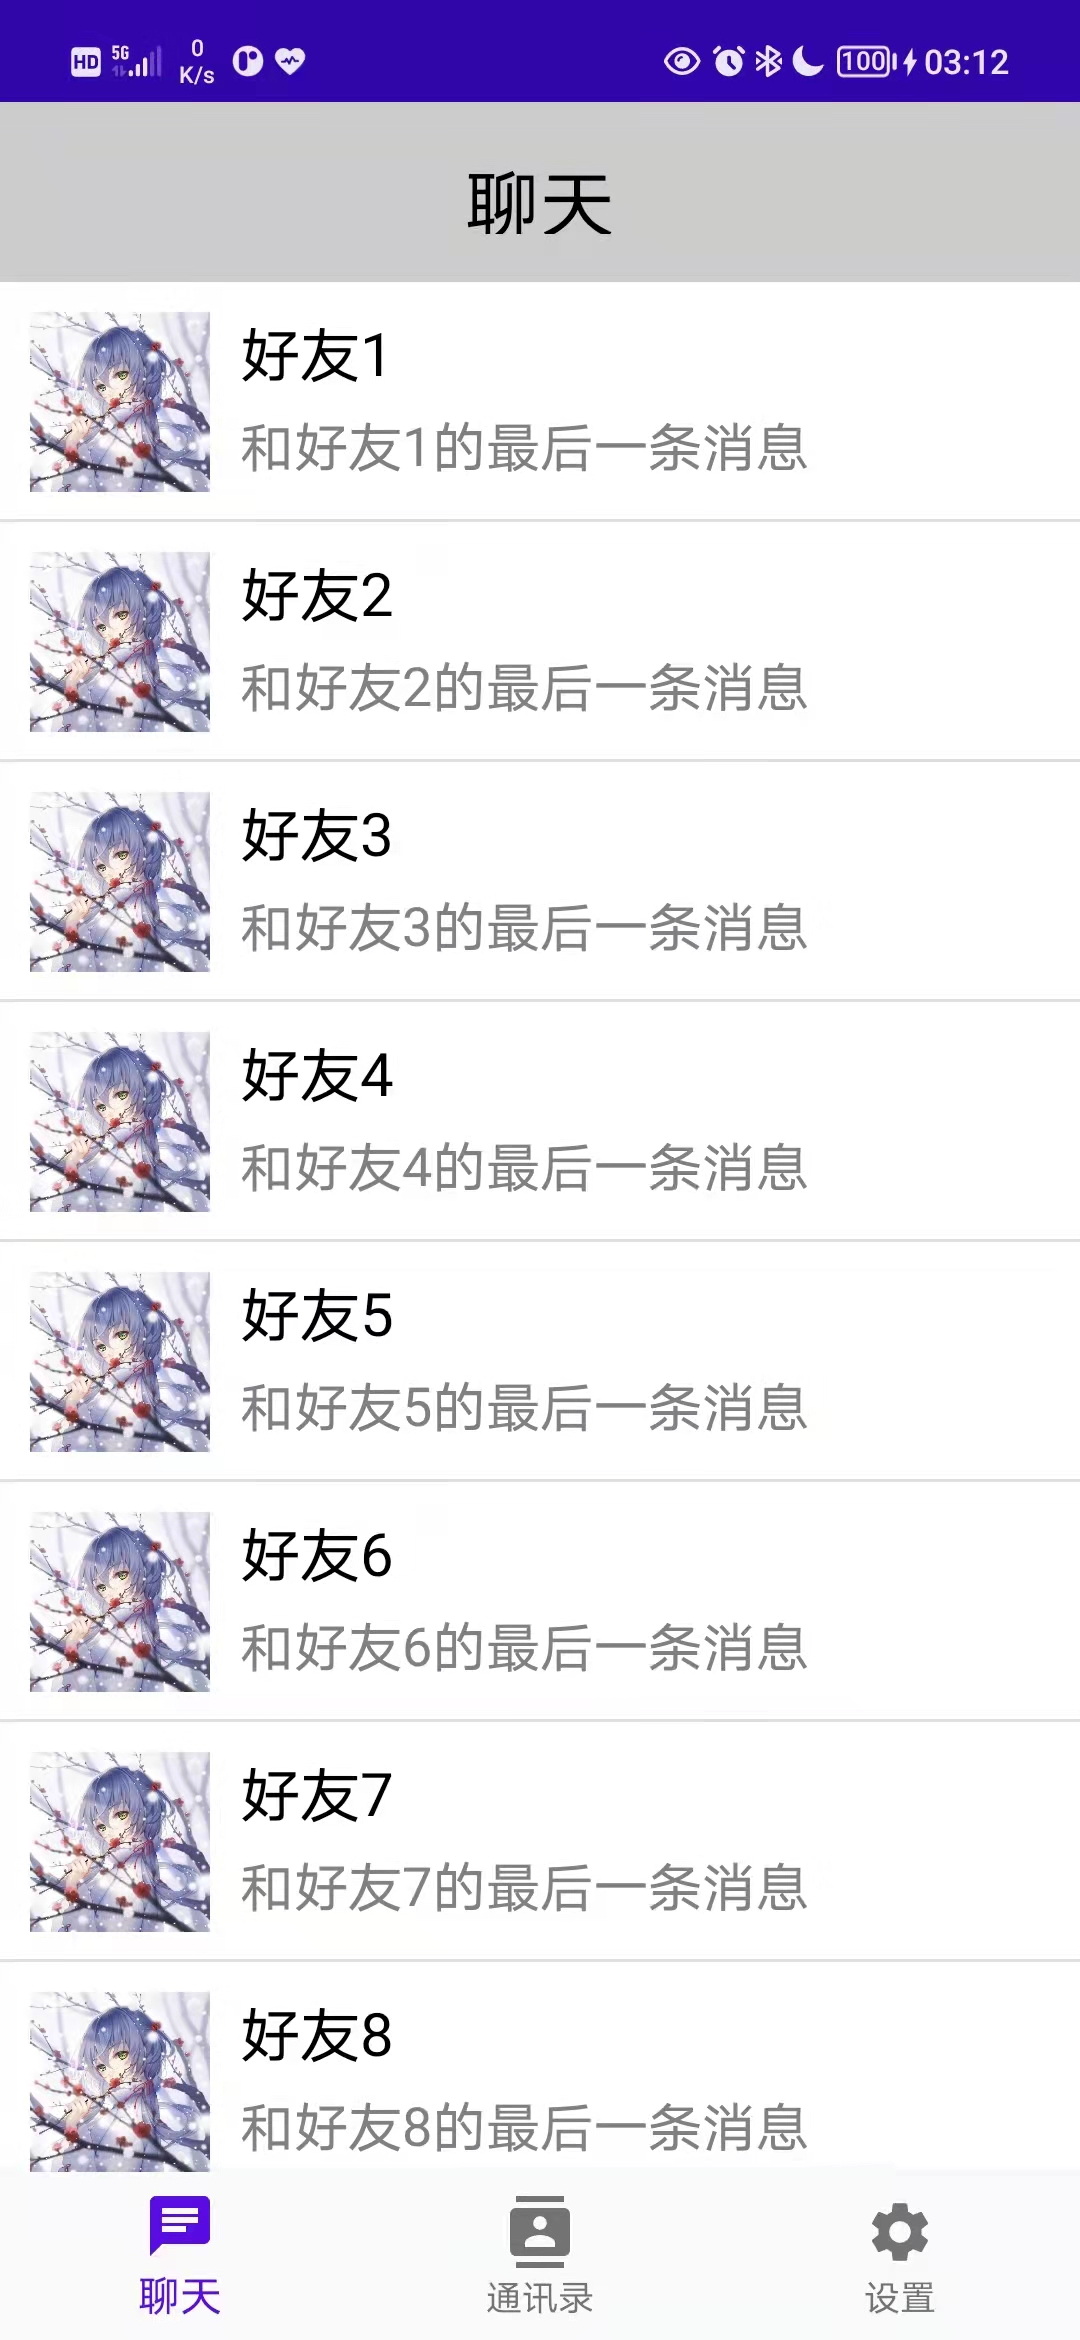 HD 5G 0 K/s 100 03:12
聊天
好友1
和好友1的最后一条消息
好友2
和好友2的最后一条消息
好友3
和好友3的最后一条消息
好友4
和好友4的最后一条消息
好友5
和好友5的最后一条消息
好友6
和好友6的最后一条消息
好友7
和好友7的最后一条消息
好友8
和好友8的最后一条消息
聊天 通讯录 设置